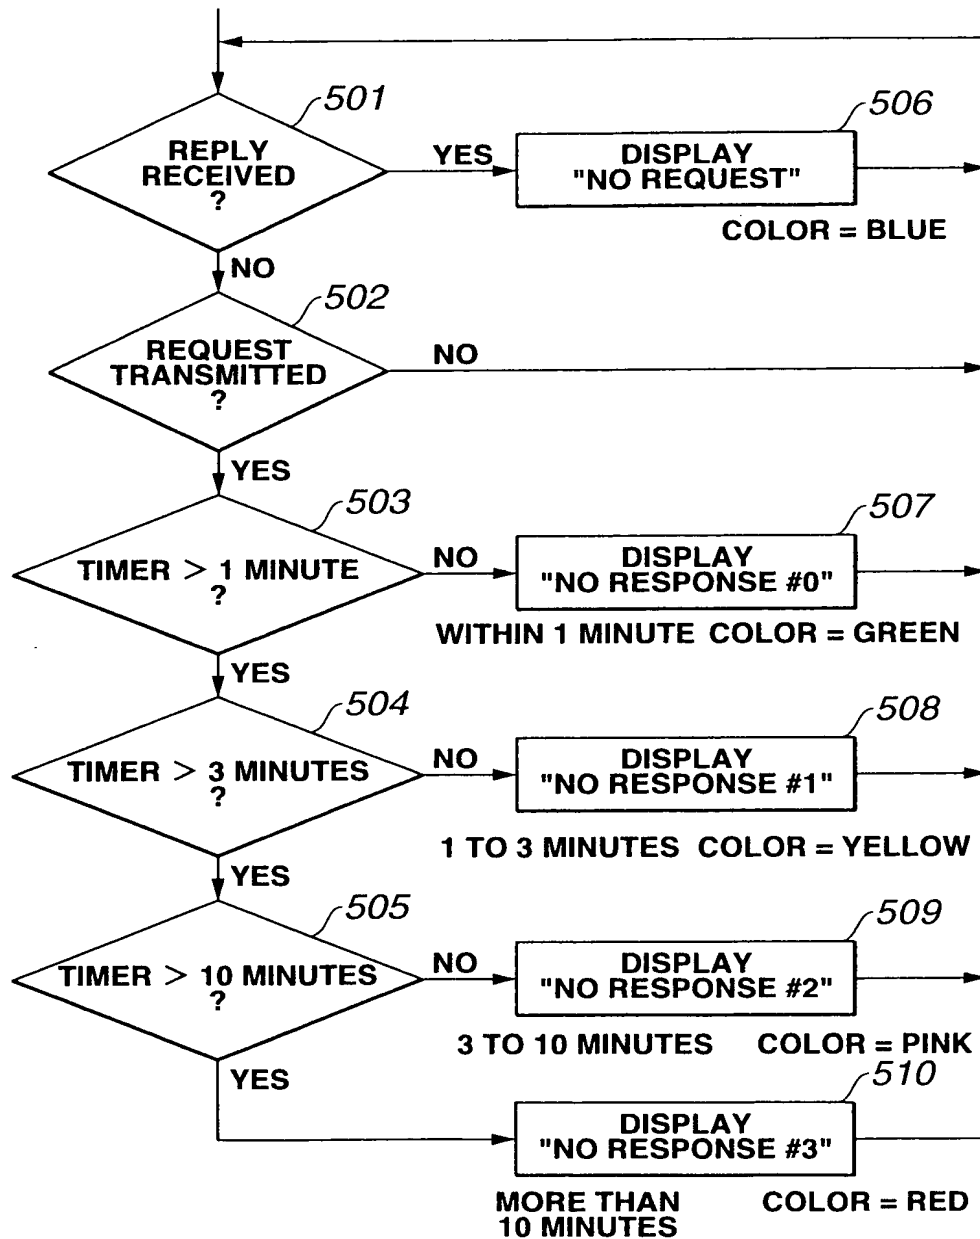 501
REPLY
RECEIVED
?
YES
506
DISPLAY
"NO REQUEST"
COLOR = BLUE
NO
502
REQUEST
TRANSMITTED
?
NO
YES
503
TIMER > 1 MINUTE
?
NO
507
DISPLAY
"NO RESPONSE #0"
WITHIN 1 MINUTE COLOR = GREEN
YES
504
TIMER > 3 MINUTES
?
NO
508
DISPLAY
"NO RESPONSE #1"
1 TO 3 MINUTES COLOR = YELLOW
YES
505
TIMER > 10 MINUTES
?
NO
509
DISPLAY
"NO RESPONSE #2"
3 TO 10 MINUTES COLOR = PINK
YES
510
DISPLAY
"NO RESPONSE #3"
MORE THAN
10 MINUTES
COLOR = RED